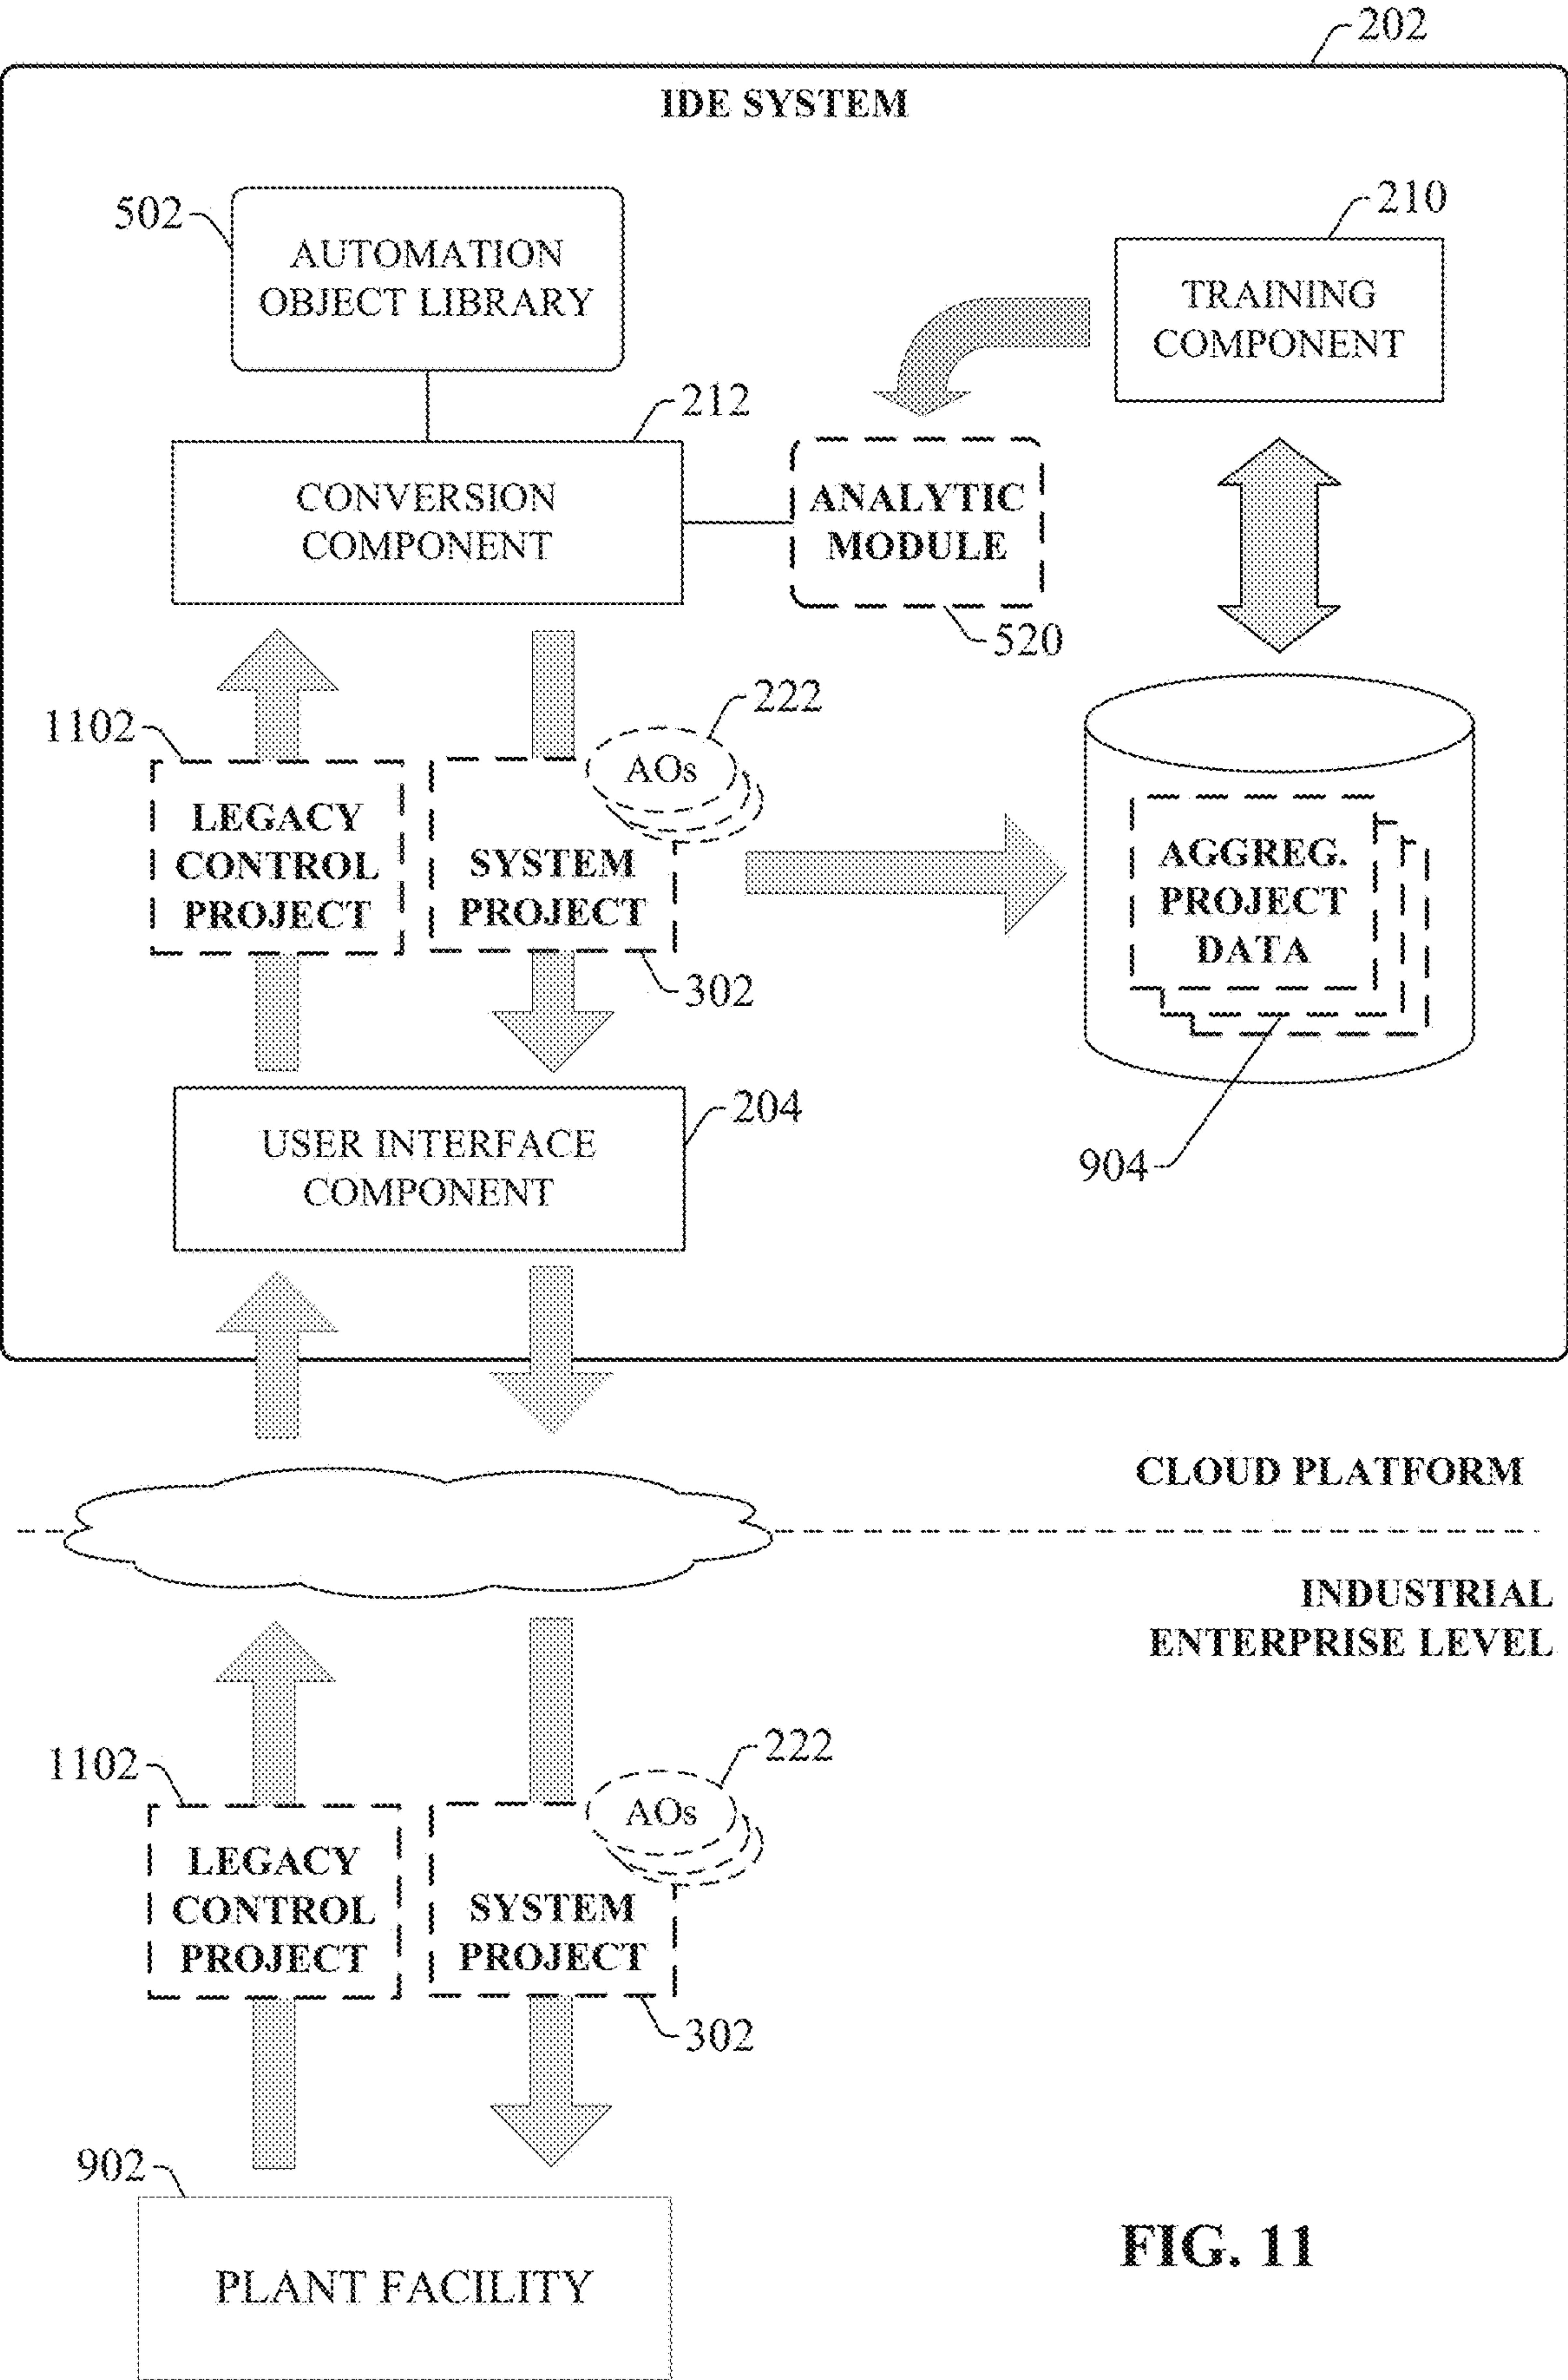 202
IDE SYSTEM
502
AUTOMATION
OBJECT LIBRARY
210
TRAINING
COMPONENT
212
CONVERSION
COMPONENT
ANALYTIC
MODULE
520
1102
LEGACY
CONTROL
PROJECT
222
AOs
SYSTEM
PROJECT
302
AGGREG.
PROJECT
DATA
904
204
USER INTERFACE
COMPONENT
CLOUD PLATFORM
INDUSTRIAL
ENTERPRISE LEVEL
1102
LEGACY
CONTROL
PROJECT
222
AOs
SYSTEM
PROJECT
302
902
PLANT FACILITY
FIG. 11